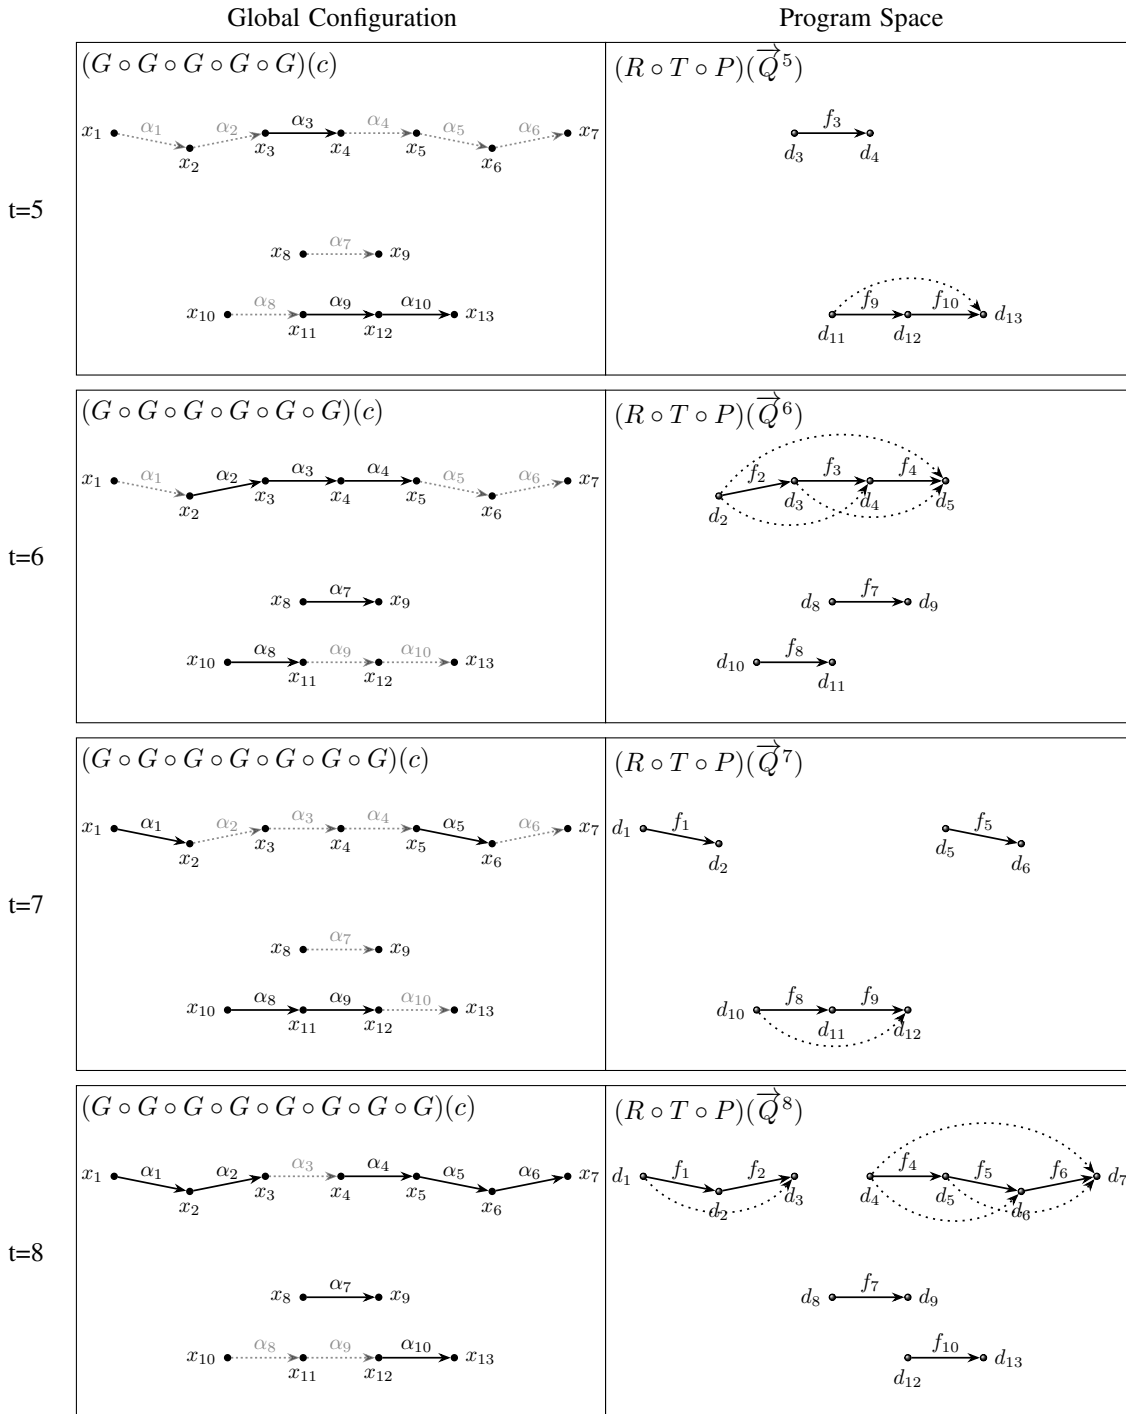 Global Configuration Program Space
(G ∘ G ∘ G ∘ G ∘ G)(c) (R ∘ T ∘ P)(Q⃗⁵)
x₁ α₁ α₂ α₃ α₄ α₅ α₆ x₇ f₃
x₂ x₃ x₄ x₅ x₆ d₃ d₄
t=5
x₈ α₇ x₉
x₁₀ α₈ α₉ α₁₀ x₁₃ f₉ f₁₀ d₁₃
x₁₁ x₁₂ d₁₁ d₁₂
(G ∘ G ∘ G ∘ G ∘ G ∘ G)(c) (R ∘ T ∘ P)(Q⃗⁶)
x₁ α₁ α₂ α₃ α₄ α₅ α₆ x₇ f₂ f₃ f₄
x₂ x₃ x₄ x₅ x₆ d₂ d₃ d₄ d₅
t=6
x₈ α₇ x₉ d₈ f₇ d₉
x₁₀ α₈ α₉ α₁₀ x₁₃ d₁₀ f₈
x₁₁ x₁₂ d₁₁
(G ∘ G ∘ G ∘ G ∘ G ∘ G ∘ G)(c) (R ∘ T ∘ P)(Q⃗⁷)
x₁ α₁ α₂ α₃ α₄ α₅ α₆ x₇ d₁ f₁ f₅
x₂ x₃ x₄ x₅ x₆ d₂ d₅ d₆
t=7
x₈ α₇ x₉
x₁₀ α₈ α₉ α₁₀ x₁₃ d₁₀ f₈ f₉
x₁₁ x₁₂ d₁₁ d₁₂
(G ∘ G ∘ G ∘ G ∘ G ∘ G ∘ G ∘ G)(c) (R ∘ T ∘ P)(Q⃗⁸)
x₁ α₁ α₂ α₃ α₄ α₅ α₆ x₇ d₁ f₁ f₂ f₄ f₅ f₆ d₇
x₂ x₃ x₄ x₅ x₆ d₂ d₃ d₄ d₅ d₆
t=8
x₈ α₇ x₉ d₈ f₇ d₉
x₁₀ α₈ α₉ α₁₀ x₁₃ f₁₀ d₁₃
x₁₁ x₁₂ d₁₂